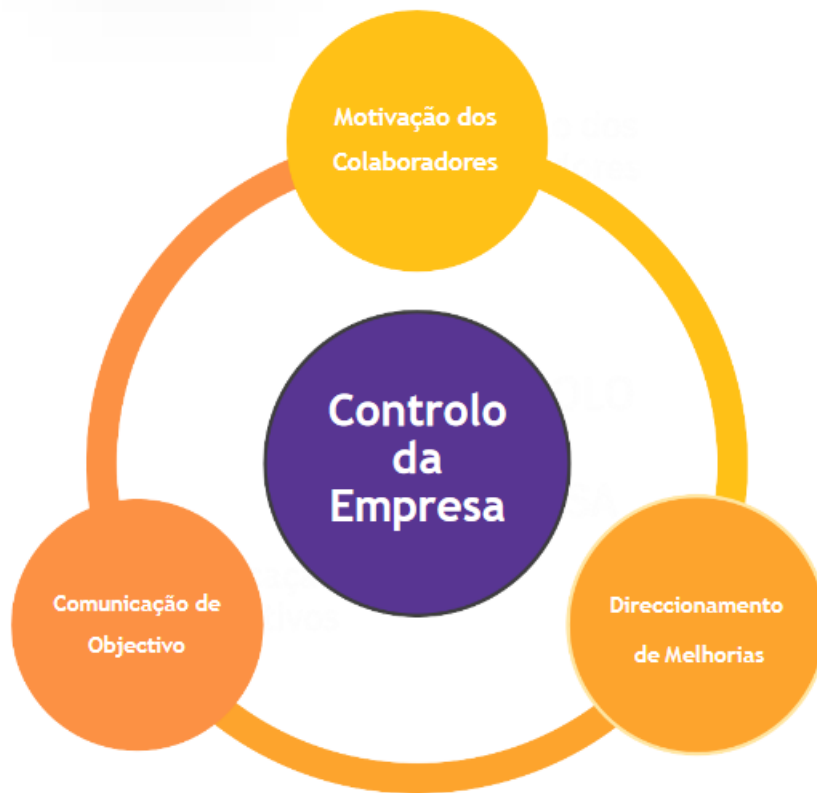 Motivação dos
Colaboradores
Controlo
da
Empresa
Comunicação de
Objectivo
Direccionamento
de Melhorias